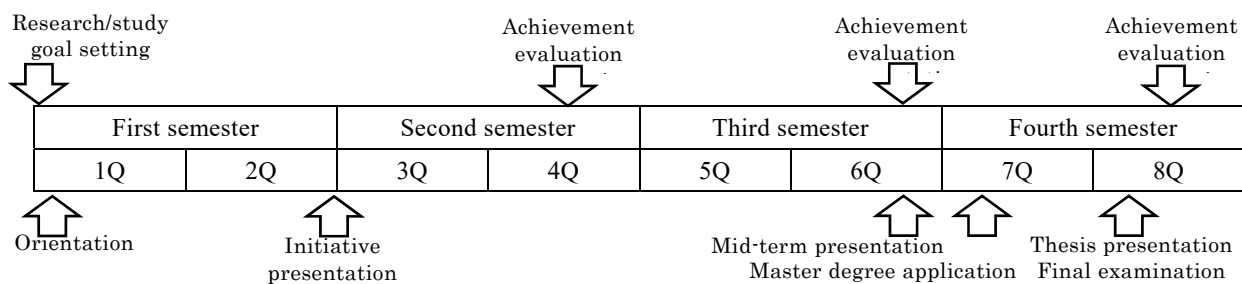 Research/study
goal setting
Achievement
evaluation
Achievement
evaluation
Achievement
evaluation
First semester
Second semester
Third semester
Fourth semester
1Q
2Q
3Q
4Q
5Q
6Q
7Q
8Q
Orientation
Initiative
presentation
Mid-term presentation
Master degree application
Thesis presentation
Final examination